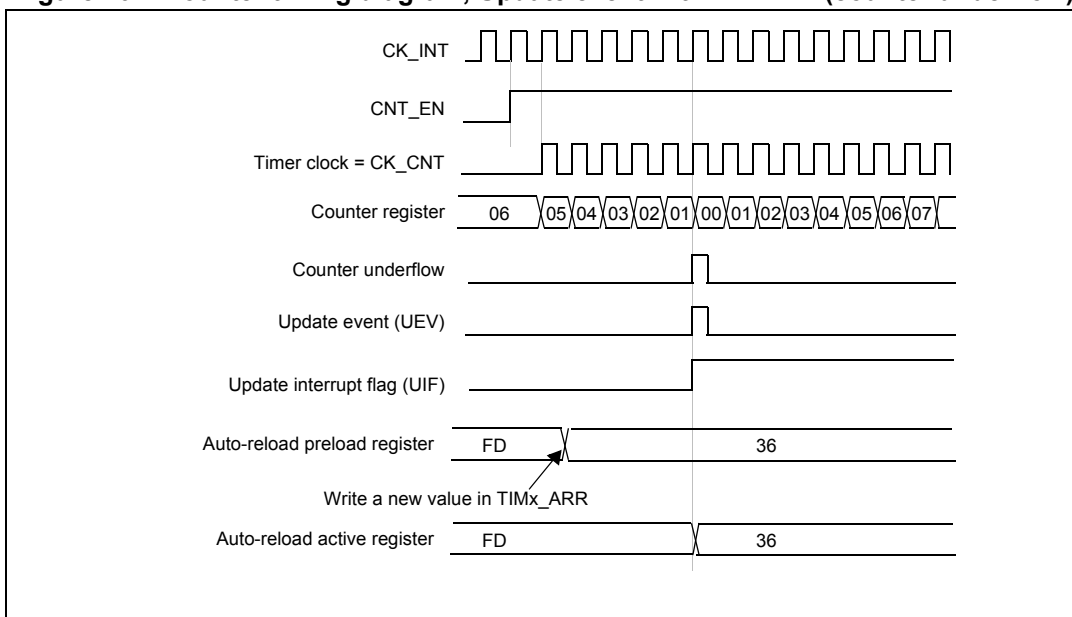 CK_INT
CNT_EN
Timer clock = CK_CNT
Counter register 06 05 04 03 02 01 00 01 02 03 04 05 06 07
Counter underflow
Update event (UEV)
Update interrupt flag (UIF)
Auto-reload preload register FD 36
Write a new value in TIMx_ARR
Auto-reload active register FD 36